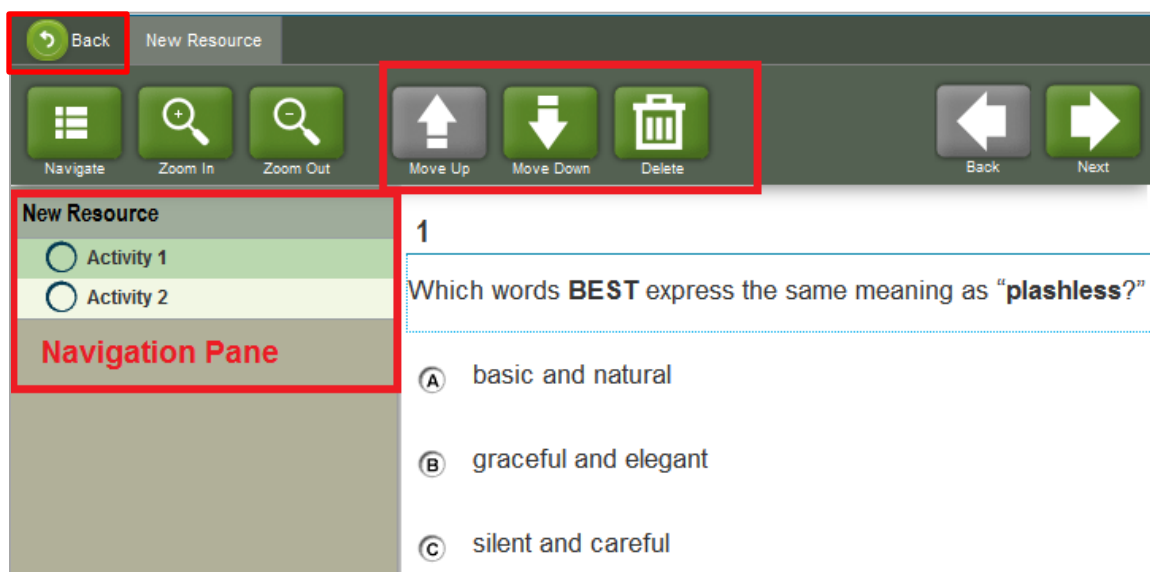 Back New Resource
Navigate Zoom In Zoom Out Move Up Move Down Delete Back Next
New Resource
Activity 1
Activity 2
Navigation Pane
1
Which words BEST express the same meaning as “plashless?”
A basic and natural
B graceful and elegant
C silent and careful